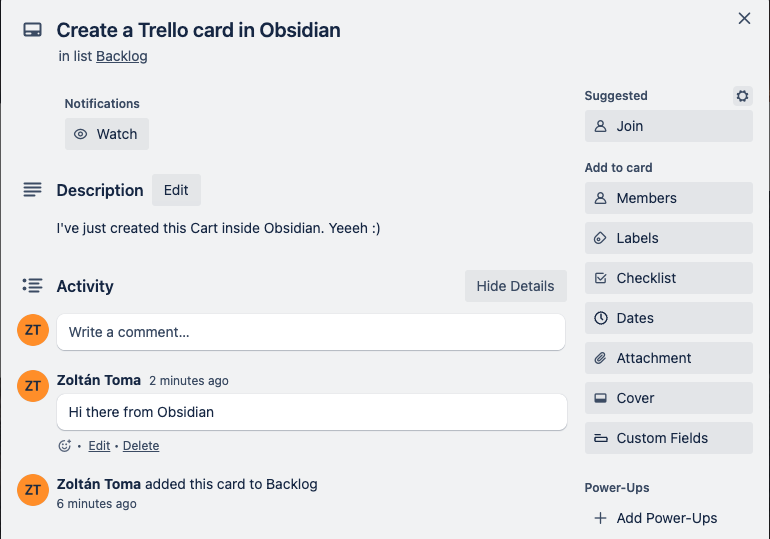 Create a Trello card in Obsidian
in list Backlog
Notifications
Watch
Description Edit
I've just created this Cart inside Obsidian. Yeeeh :)
Activity Hide Details
ZT Write a comment...
ZT Zoltán Toma 2 minutes ago
Hi there from Obsidian
• Edit • Delete
ZT Zoltán Toma added this card to Backlog
6 minutes ago
Suggested
Join
Add to card
Members
Labels
Checklist
Dates
Attachment
Cover
Custom Fields
Power-Ups
Add Power-Ups